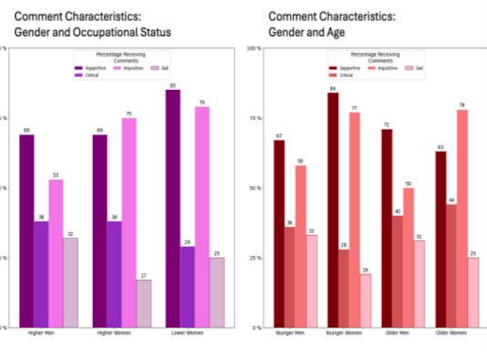 Comment Characteristics:
Gender and Occupational Status
Percentage Receiving
Comments
Supportive Inquisitive Sad
Critical
69
38
53
32
69
38
75
17
85
29
79
25
Higher Men Higher Women Lower Women
Comment Characteristics:
Gender and Age
Percentage Receiving
Comments
Supportive Inquisitive Sad
Critical
100 %
75 %
50 %
25 %
0 %
67
36
58
33
84
28
77
19
71
40
50
31
63
44
78
25
Younger Men Younger Women Older Men Older Women